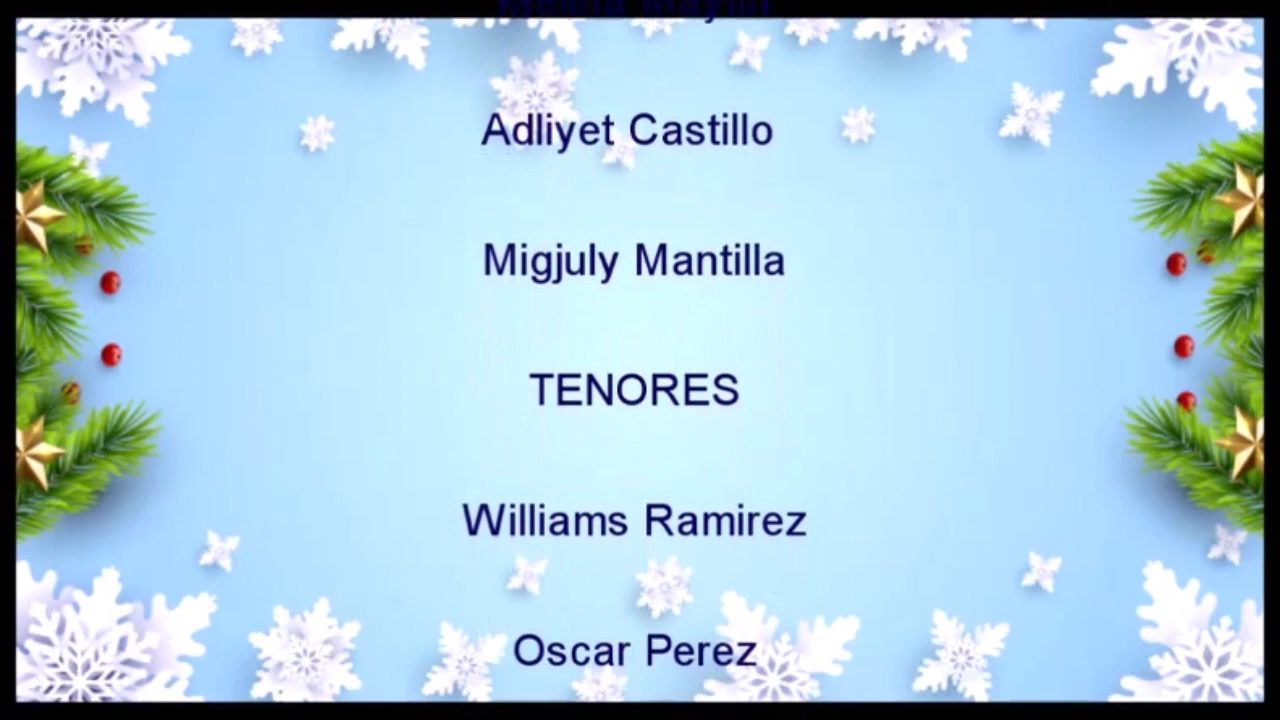 Adliyet Castillo
Migjuly Mantilla
TENORES
Williams Ramirez
Oscar Perez